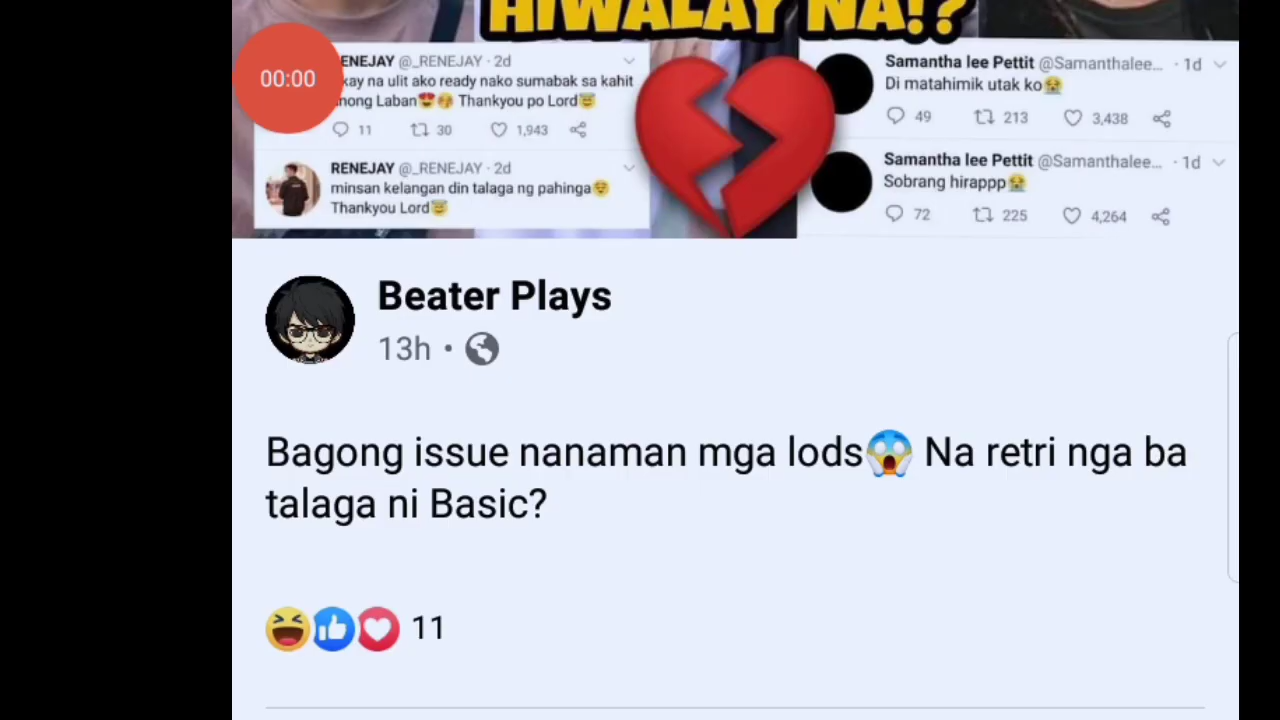 HIWALAY NA!?
00:00
ENEJAY @_RENEJAY · 2d
kay na ulit ako ready nako sumabak sa kahit
nong Laban😍😚 Thankyou po Lord😇
11 30 1,943
RENEJAY @_RENEJAY · 2d
minsan kelangan din talaga ng pahinga😌
Thankyou Lord😇
Samantha lee Pettit @Samanthalee... · 1d
Di matahimik utak ko😭
49 213 3,438
Samantha lee Pettit @Samanthalee... · 1d
Sobrang hirappp😭
72 225 4,264
Beater Plays
13h ·
Bagong issue nanaman mga lods😱 Na retri nga ba
talaga ni Basic?
11